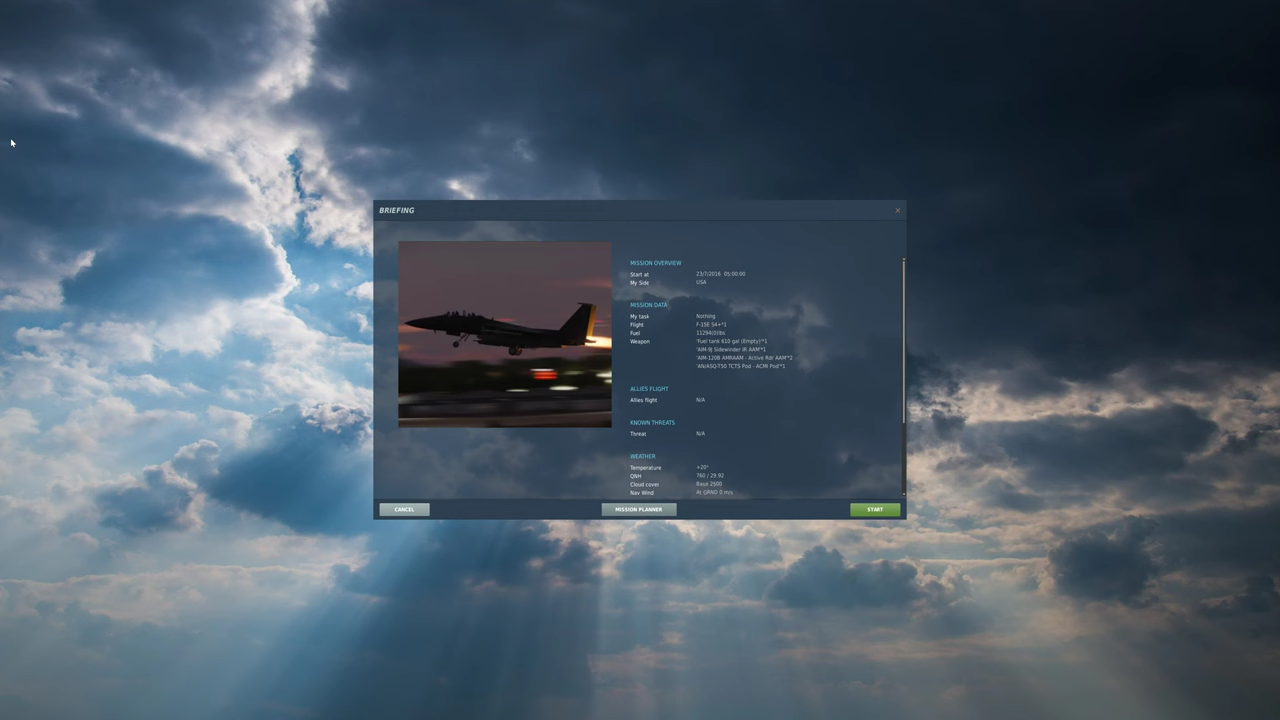 BRIEFING
MISSION OVERVIEW
Start at 23/7/2016 05:00:00
My Side USA
MISSION DATA
My task Nothing
Flight F-15E S4+*1
Fuel 11294(0)lbs
Weapon 'Fuel tank 610 gal (Empty)'*1
'AIM-9J Sidewinder IR AAM'*1
'AIM-120B AMRAAM - Active Rdr AAM'*2
'AN/ASQ-T50 TCTS Pod - ACMI Pod'*1
ALLIES FLIGHT
Allies flight N/A
KNOWN THREATS
Threat N/A
WEATHER
Temperature +20°
QNH 760 / 29.92
Cloud cover Base 2500
Nav Wind At GRND 0 m/s
CANCEL MISSION PLANNER START